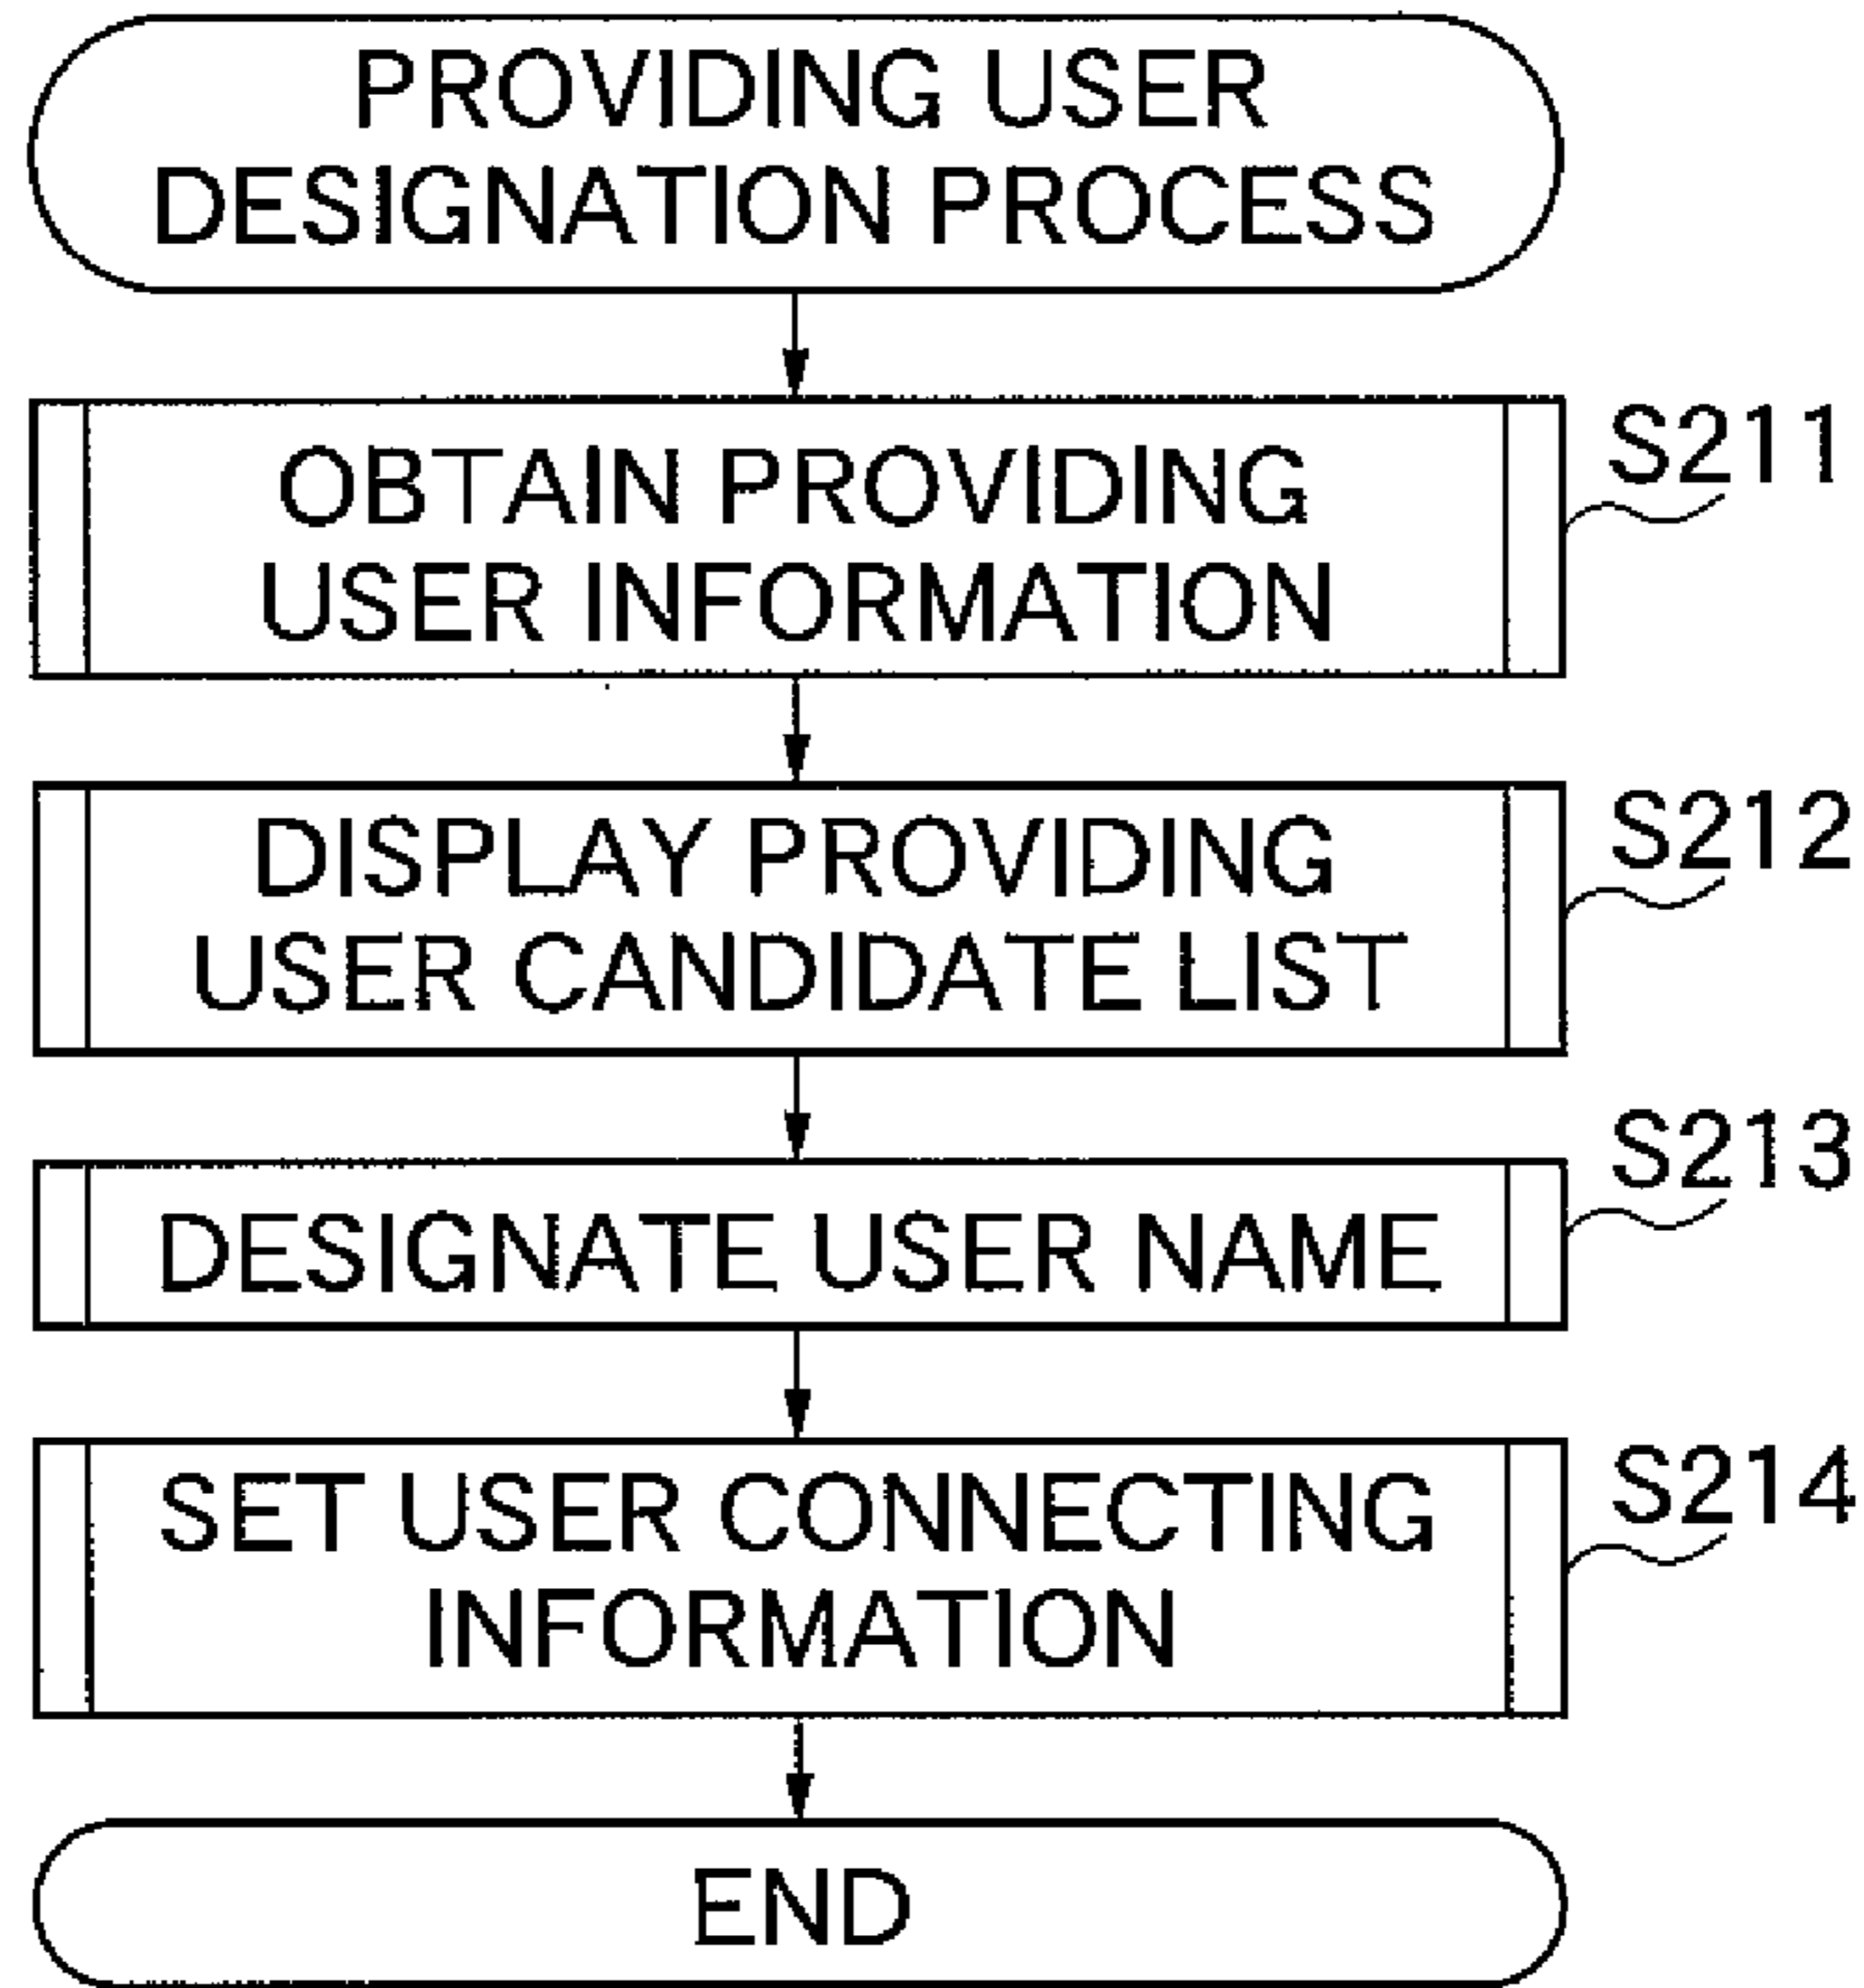 PROVIDING USER
DESIGNATION PROCESS
OBTAIN PROVIDING
USER INFORMATION
S211
DISPLAY PROVIDING
USER CANDIDATE LIST
S212
DESIGNATE USER NAME
S213
SET USER CONNECTING
INFORMATION
S214
END